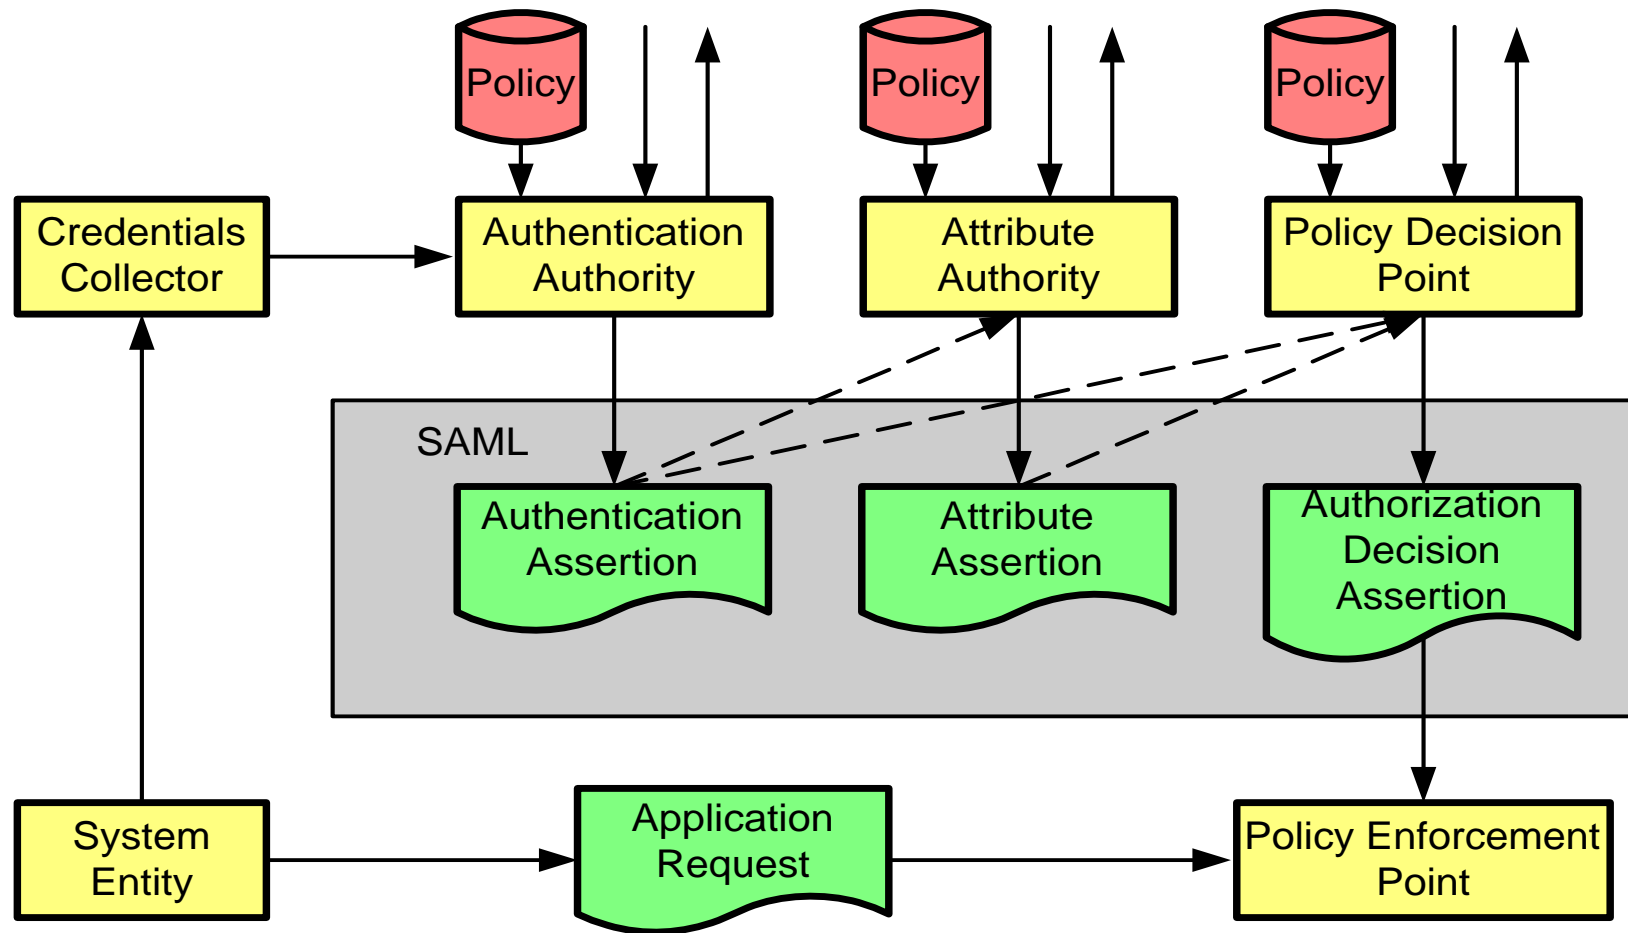 Policy
Policy
Policy
Credentials
Collector
Authentication
Authority
Attribute
Authority
Policy Decision
Point
SAML
Authentication
Assertion
Attribute
Assertion
Authorization
Decision
Assertion
System
Entity
Application
Request
Policy Enforcement
Point